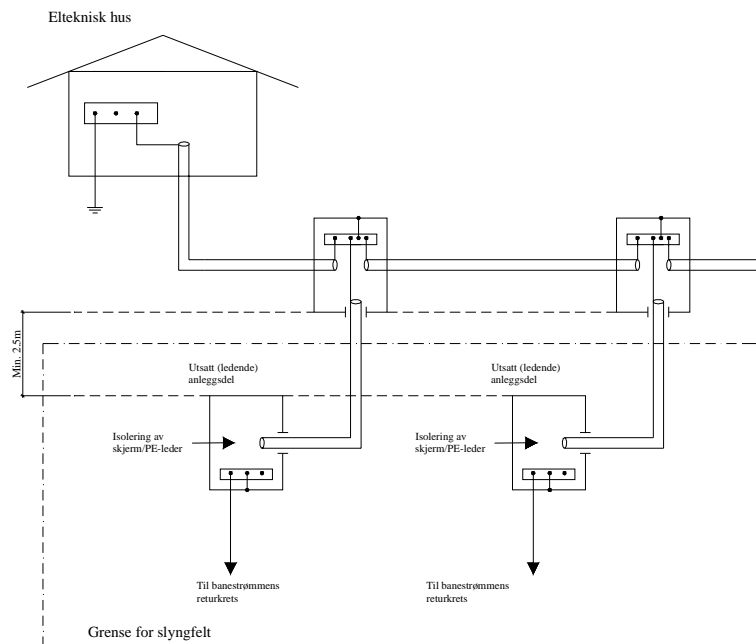 Elteknisk hus
Min. 2,5m
Utsatt (ledende)
anleggsdel
Utsatt (ledende)
anleggsdel
Isolering av
skjerm/PE-leder
Isolering av
skjerm/PE-leder
Til banestrømmens
returkrets
Til banestrømmens
returkrets
Grense for slyngfelt